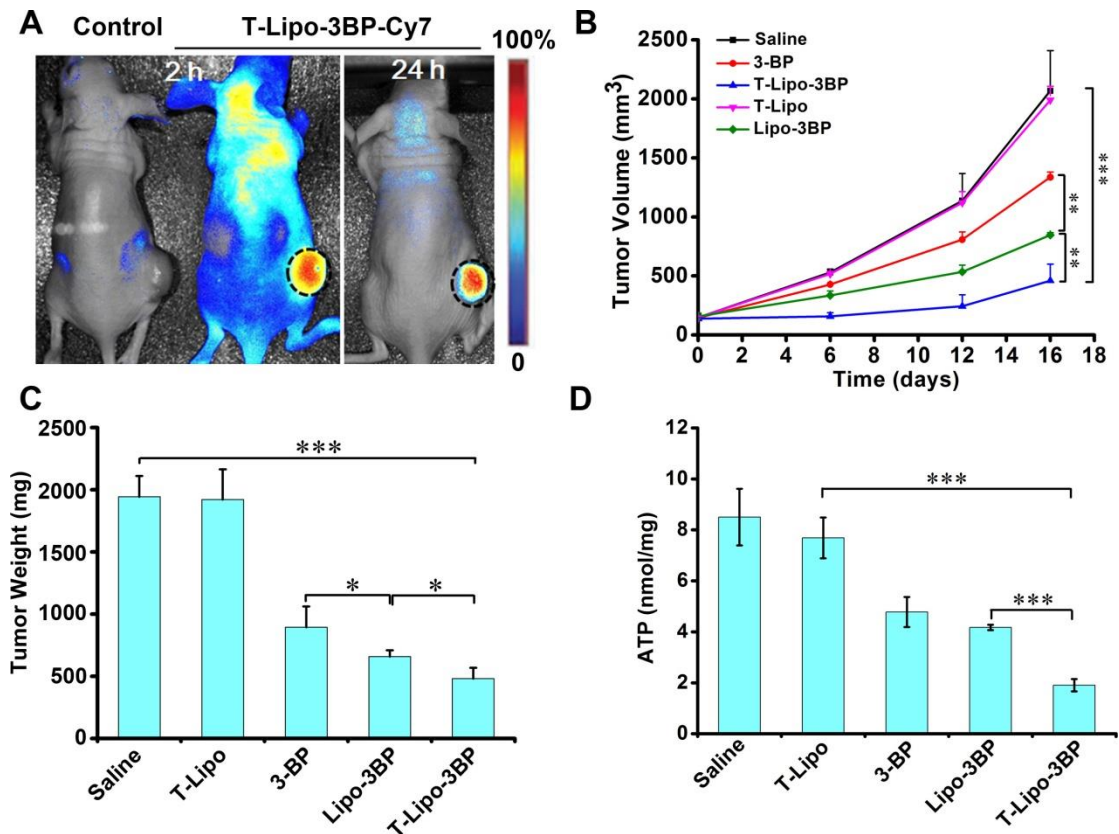 A
Control
T-Lipo-3BP-Cy7
2 h
24 h
100%
0
B
Tumor Volume (mm3)
2500
2000
1500
1000
500
0
Saline
3-BP
T-Lipo-3BP
T-Lipo
Lipo-3BP
**
**
***
0 2 4 6 8 10 12 14 16 18
Time (days)
C
Tumor Weight (mg)
2500
2000
1500
1000
500
0
***
*
*
Saline
T-Lipo
3-BP
Lipo-3BP
T-Lipo-3BP
D
ATP (nmol/mg)
12
10
8
6
4
2
0
***
***
Saline
T-Lipo
3-BP
Lipo-3BP
T-Lipo-3BP